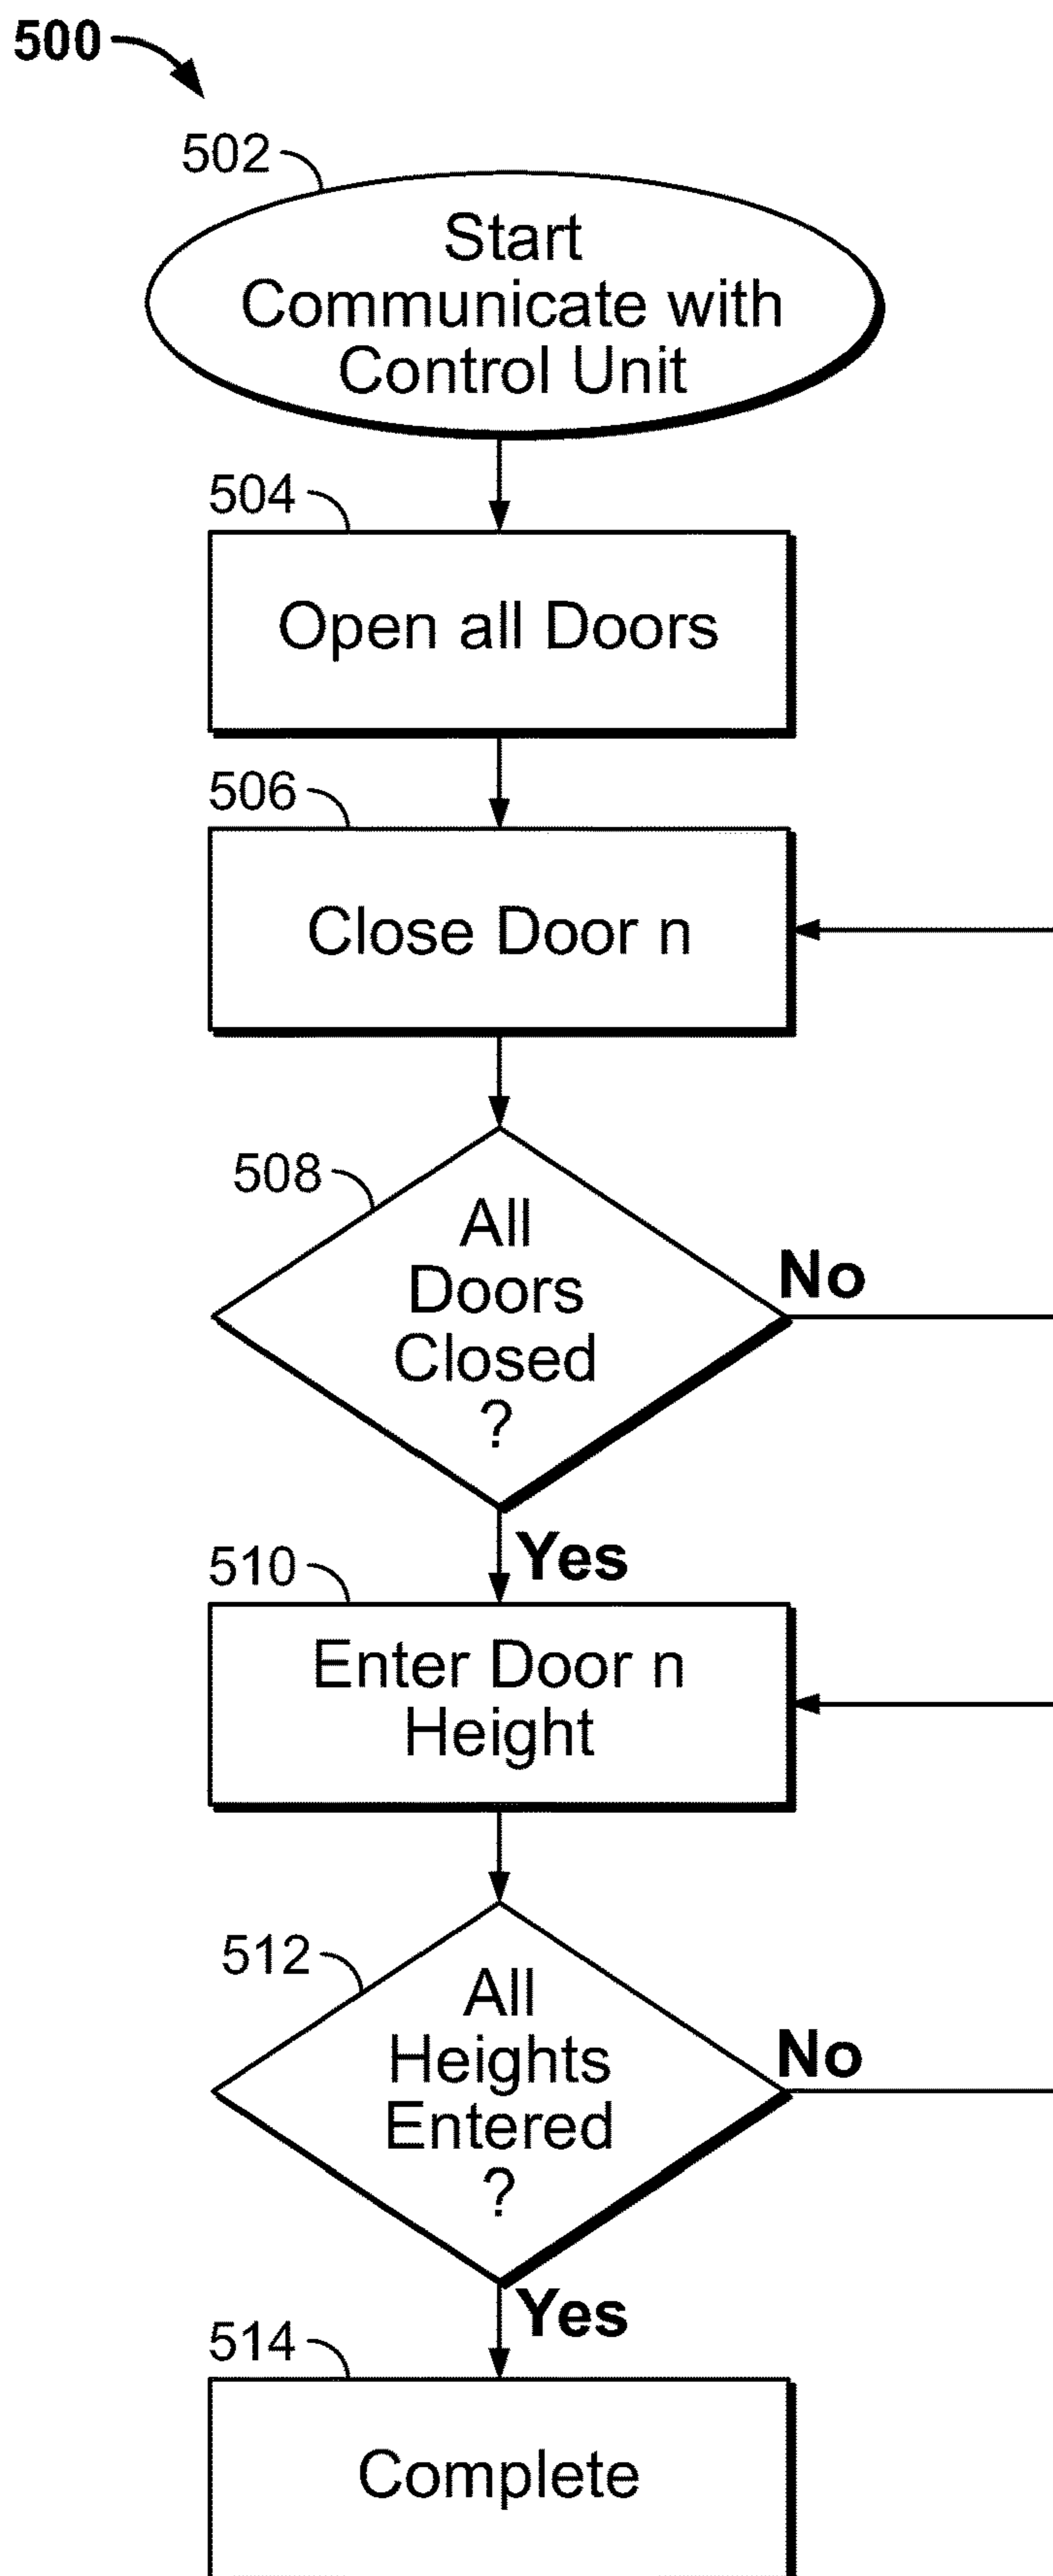 500
502
Start
Communicate with
Control Unit
504
Open all Doors
506
Close Door n
508
All
Doors
Closed
?
No
Yes
510
Enter Door n
Height
512
All
Heights
Entered
?
No
Yes
514
Complete